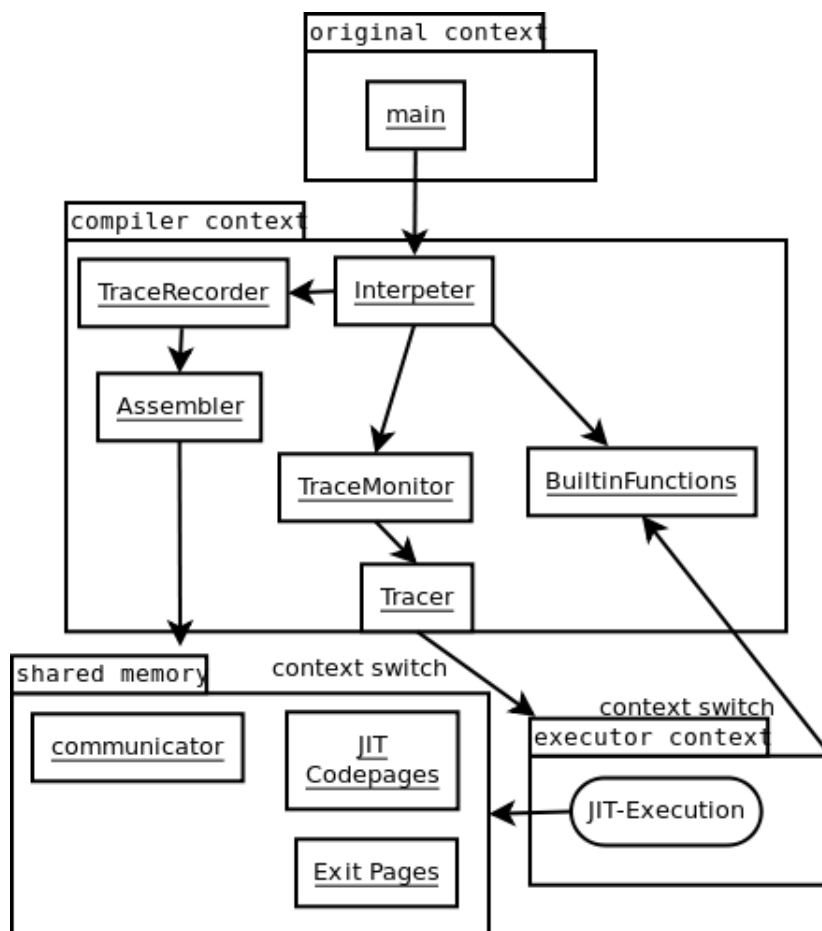 original context
main
compiler context
TraceRecorder
Interpeter
Assembler
TraceMonitor
BuiltinFunctions
Tracer
shared memory
context switch
context switch
executor context
communicator
JIT
Codepages
JIT-Execution
Exit Pages